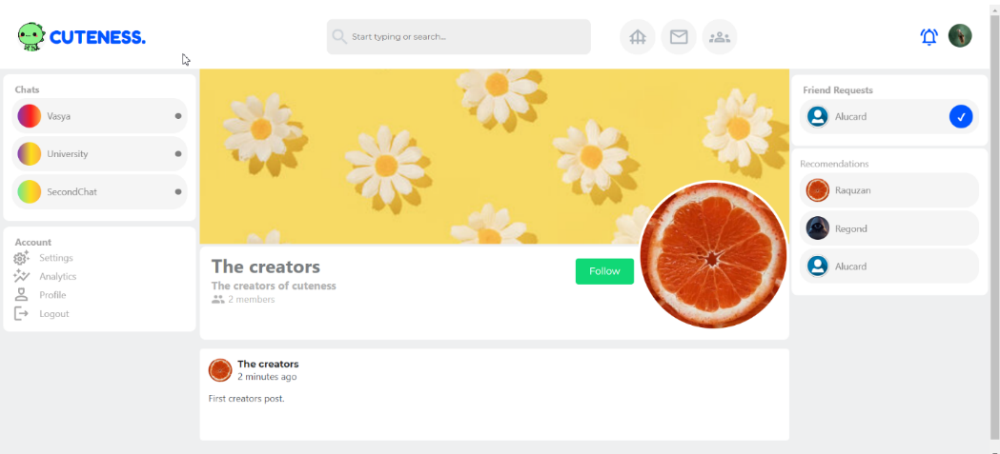 CUTENESS.
Start typing or search...
Chats
Vasya
University
SecondChat
Account
Settings
Analytics
Profile
Logout
The creators
The creators of cuteness
2 members
Follow
The creators
2 minutes ago
First creators post.
Friend Requests
Alucard
Recomendations
Raquzan
Regond
Alucard